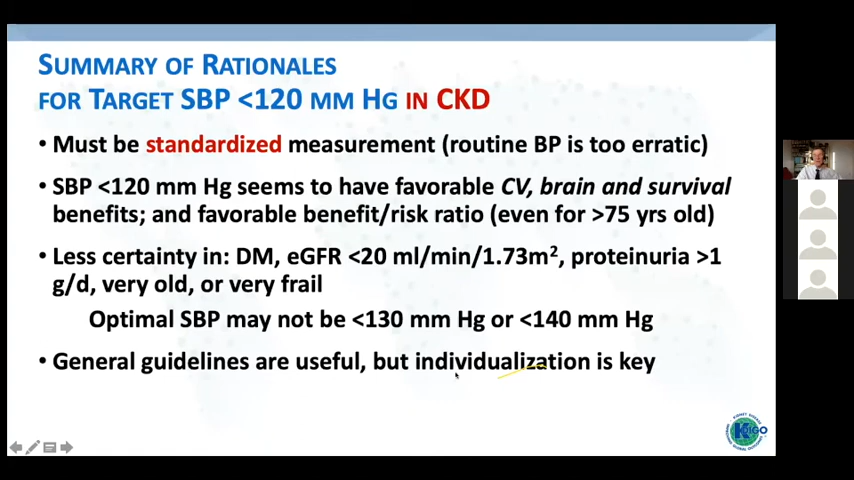 SUMMARY OF RATIONALES
FOR TARGET SBP <120 MM HG IN CKD
• Must be standardized measurement (routine BP is too erratic)
• SBP <120 mm Hg seems to have favorable CV, brain and survival
benefits; and favorable benefit/risk ratio (even for >75 yrs old)
• Less certainty in: DM, eGFR <20 ml/min/1.73m², proteinuria >1
g/d, very old, or very frail
Optimal SBP may not be <130 mm Hg or <140 mm Hg
• General guidelines are useful, but individualization is key
KDIGO